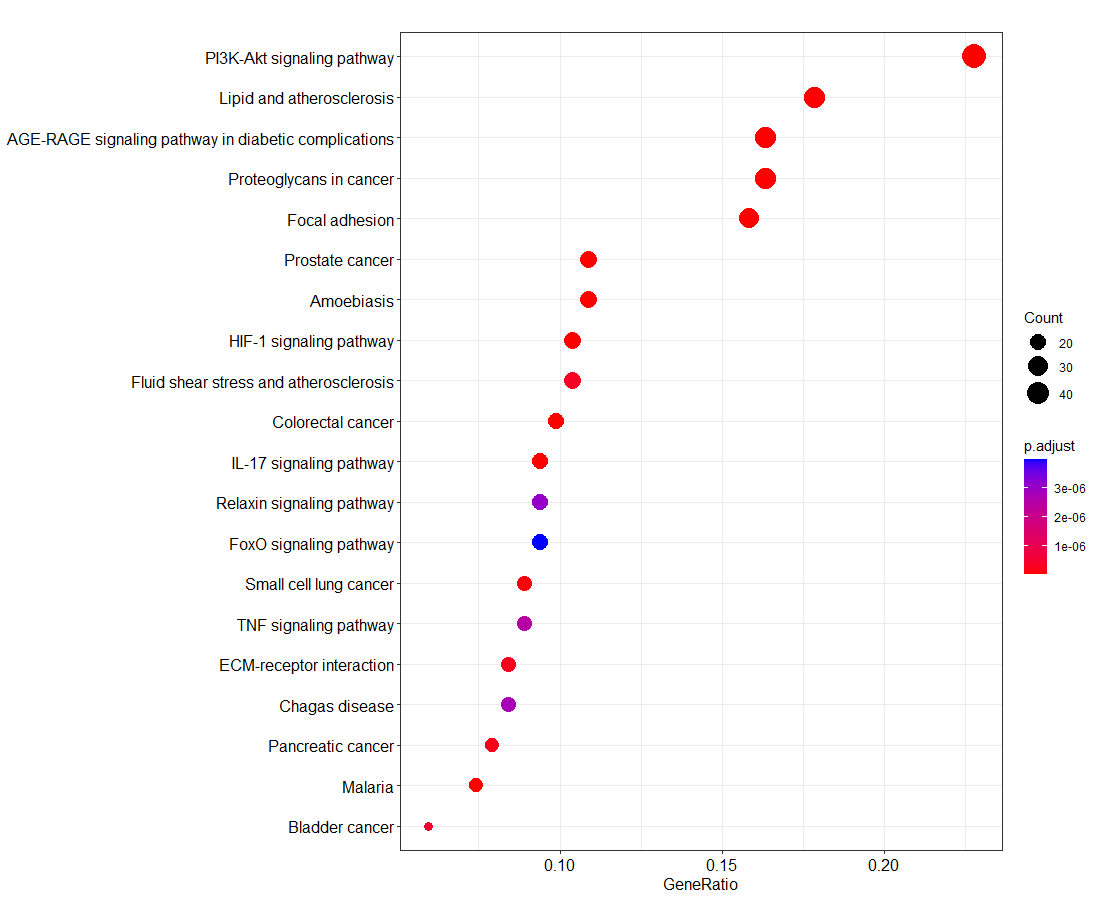 PI3K-Akt signaling pathway
Lipid and atherosclerosis
AGE-RAGE signaling pathway in diabetic complications
Proteoglycans in cancer
Focal adhesion
Prostate cancer
Amoebiasis
HIF-1 signaling pathway
Fluid shear stress and atherosclerosis
Colorectal cancer
IL-17 signaling pathway
Relaxin signaling pathway
FoxO signaling pathway
Small cell lung cancer
TNF signaling pathway
ECM-receptor interaction
Chagas disease
Pancreatic cancer
Malaria
Bladder cancer
0.10 0.15 0.20
GeneRatio
Count
20
30
40
p.adjust
3e-06
2e-06
1e-06